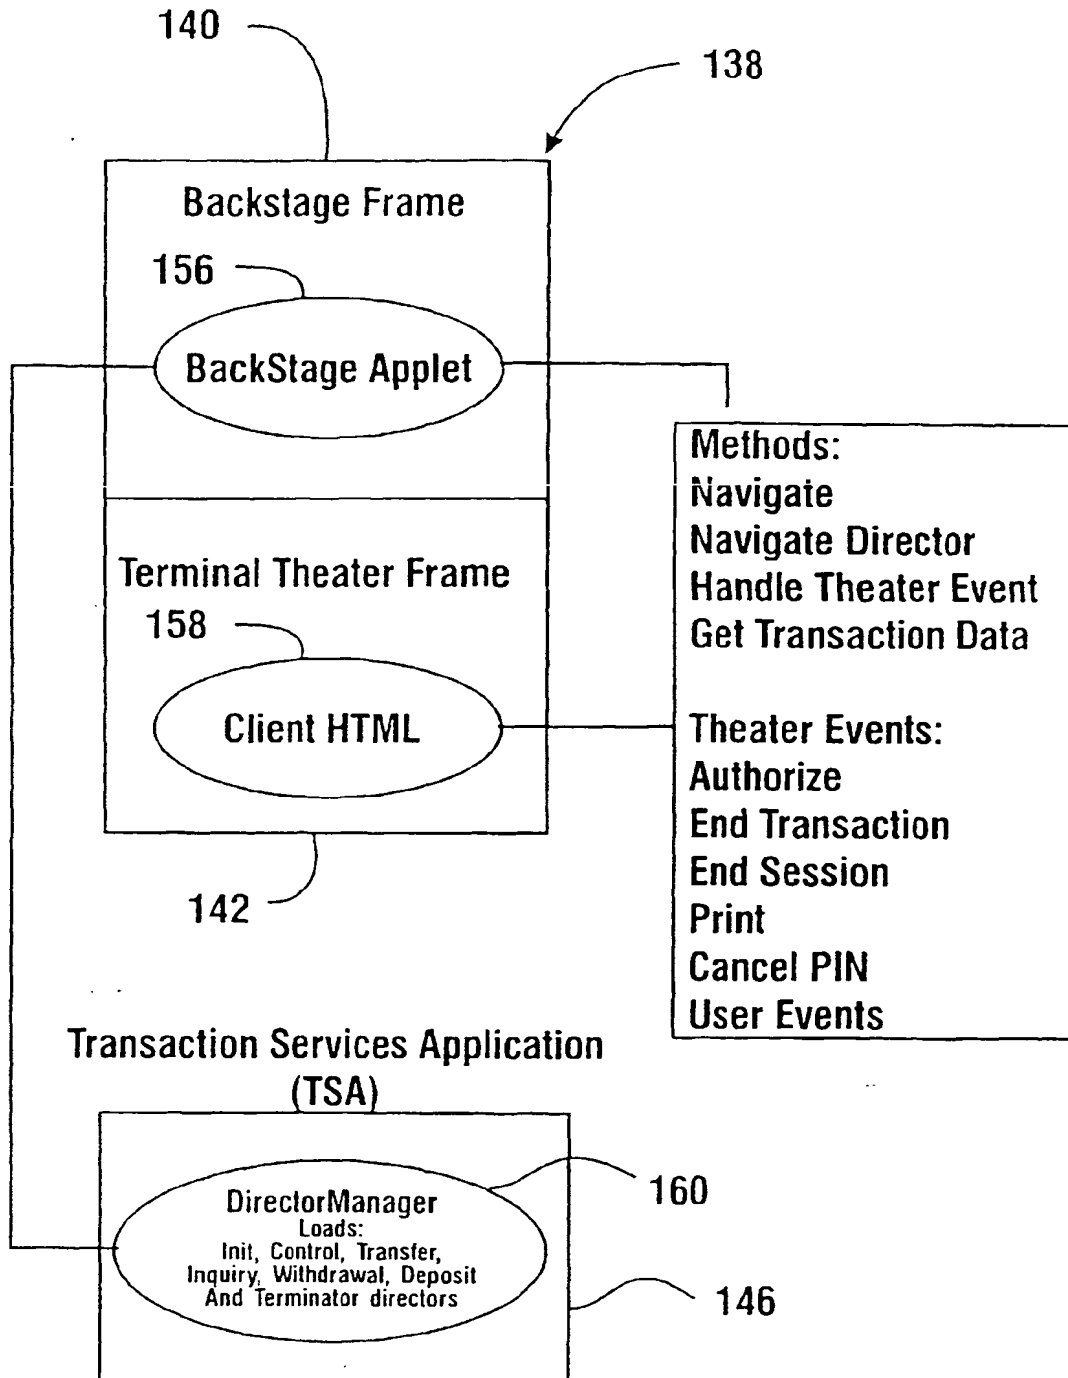 140
138
Backstage Frame
156
BackStage Applet
Methods:
Navigate
Navigate Director
Handle Theater Event
Get Transaction Data
Terminal Theater Frame
158
Client HTML
Theater Events:
Authorize
End Transaction
End Session
Print
Cancel PIN
User Events
142
Transaction Services Application
(TSA)
160
DirectorManager
Loads:
Init, Control, Transfer,
Inquiry, Withdrawal, Deposit
And Terminator directors
146